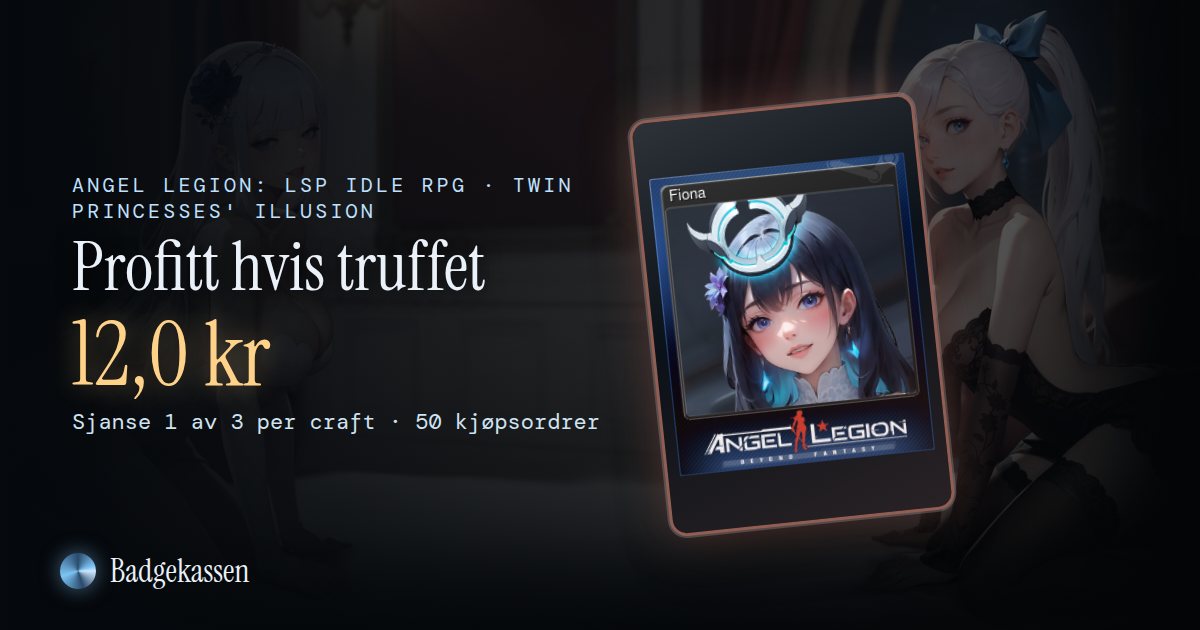 ANGEL LEGION: LSP IDLE RPG · TWIN
PRINCESSES' ILLUSION
Profitt hvis truffet
12,0 kr
Sjanse 1 av 3 per craft · 50 kjøpsordrer
Badgekassen
Fiona
ANGEL LEGION
BEYOND FANTASY